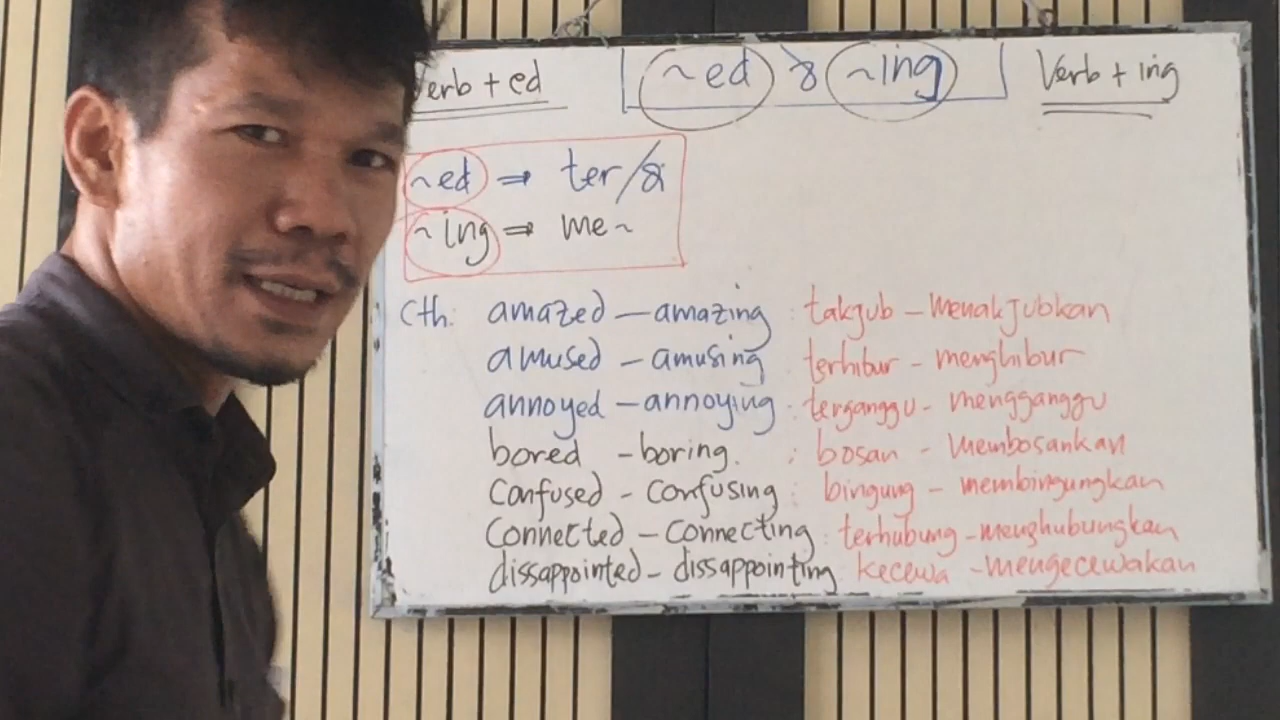 erb + ed ~ed & ~ing Verb + ing
~ed ⇒ ter/
~ing ⇒ me~
Cth: amazed – amazing : takjub – Menakjubkan
amused – amusing terhibur – menghibur
annoyed – annoying : terganggu – mengganggu
bored – boring. : bosan – Membosankan
Confused – Confusing : bingung – membingungkan
Connected – Connecting : terhubung – menghubungkan
dissappointed – dissappointing kecewa – mengecewakan